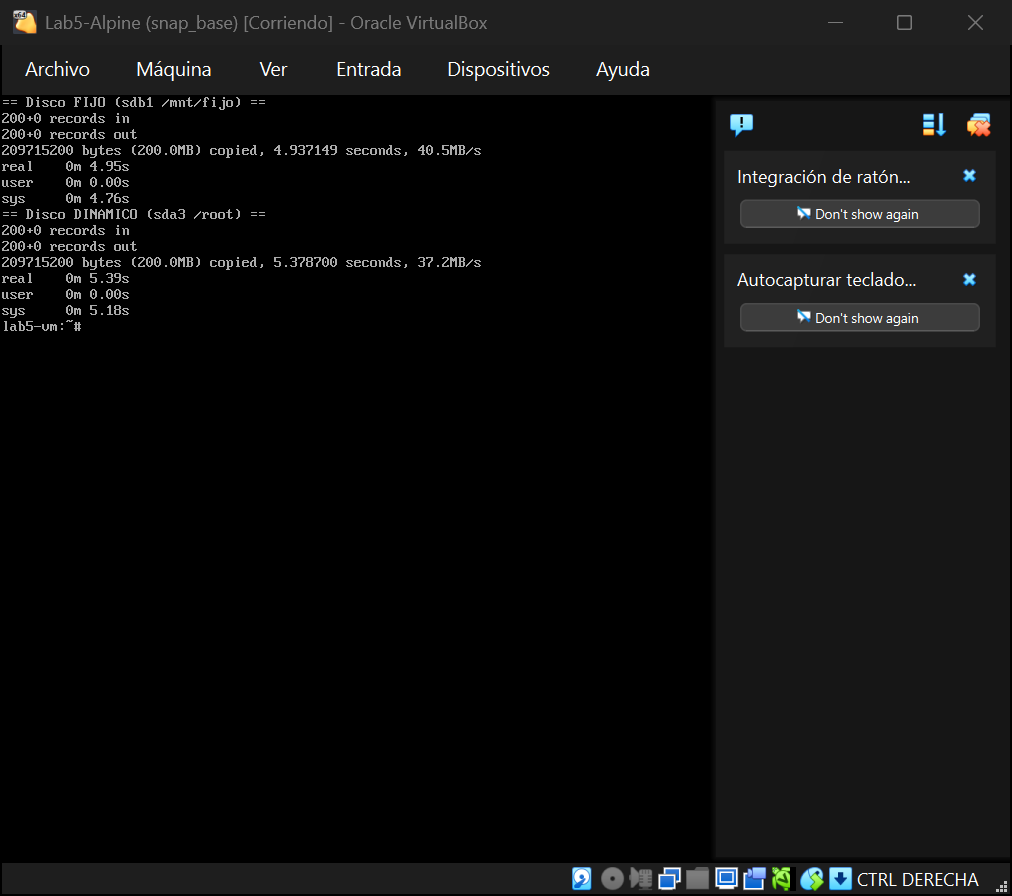 Lab5-Alpine (snap_base) [Corriendo] - Oracle VirtualBox
Archivo Máquina Ver Entrada Dispositivos Ayuda
== Disco FIJO (sdb1 /mnt/fijo) ==
200+0 records in
200+0 records out
209715200 bytes (200.0MB) copied, 4.937149 seconds, 40.5MB/s
real 0m 4.95s
user 0m 0.00s
sys 0m 4.76s
== Disco DINAMICO (sda3 /root) ==
200+0 records in
200+0 records out
209715200 bytes (200.0MB) copied, 5.378700 seconds, 37.2MB/s
real 0m 5.39s
user 0m 0.00s
sys 0m 5.18s
lab5-vm:~#
Integración de ratón...
Don't show again
Autocapturar teclado...
Don't show again
CTRL DERECHA